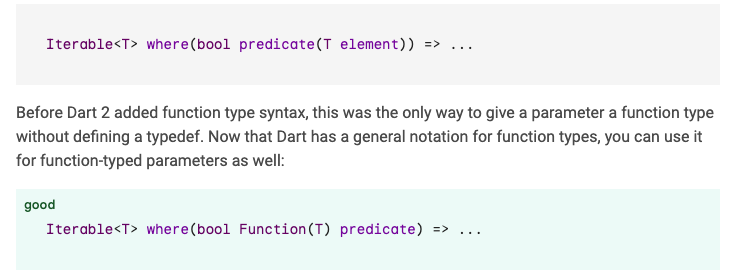 Iterable<T> where(bool predicate(T element)) => ...
Before Dart 2 added function type syntax, this was the only way to give a parameter a function type
without defining a typedef. Now that Dart has a general notation for function types, you can use it
for function-typed parameters as well:
good
Iterable<T> where(bool Function(T) predicate) => ...